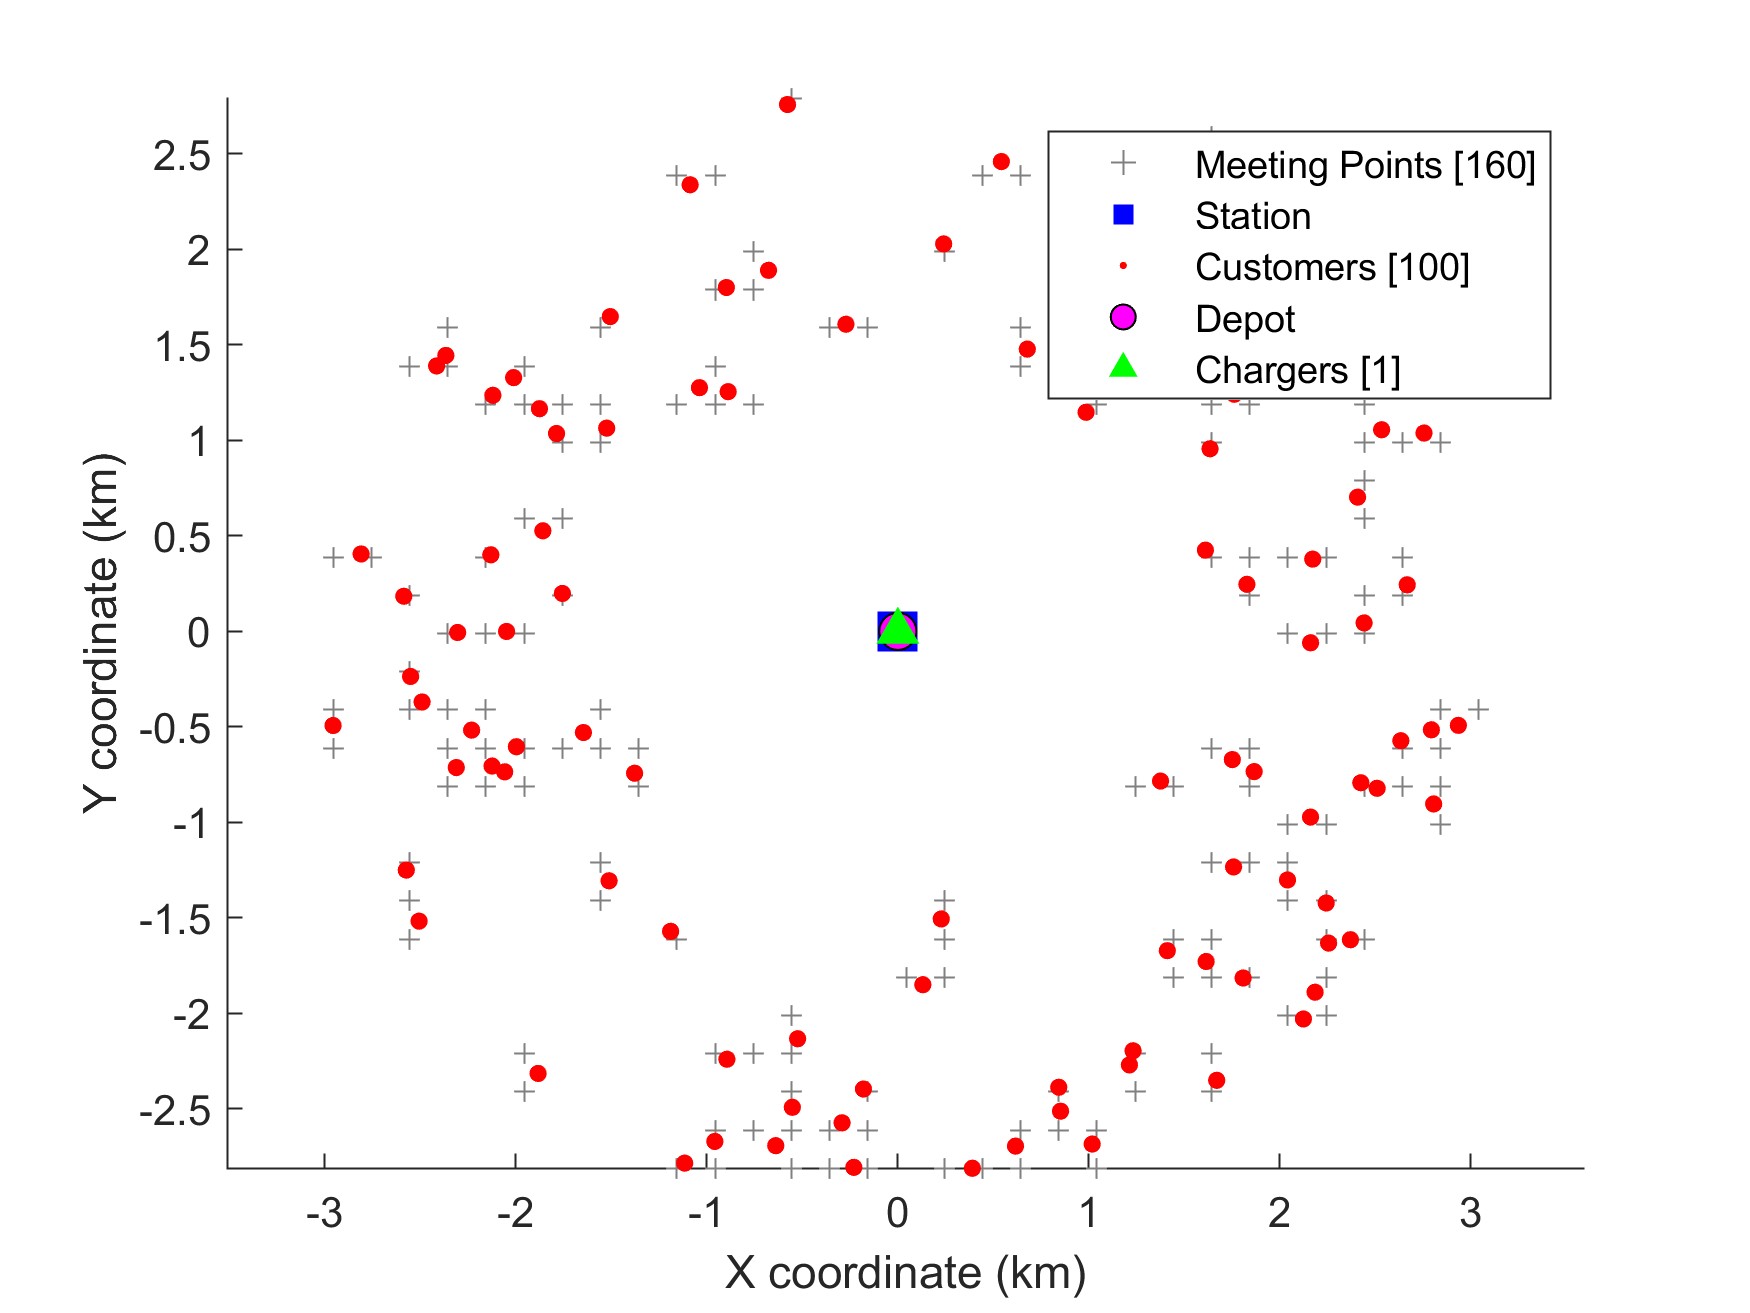 2.5
2
1.5
1
0.5
0
-0.5
-1
-1.5
-2
-2.5
Y coordinate (km)
Meeting Points [160]
Station
Customers [100]
Depot
Chargers [1]
-3 -2 -1 0 1 2 3
X coordinate (km)